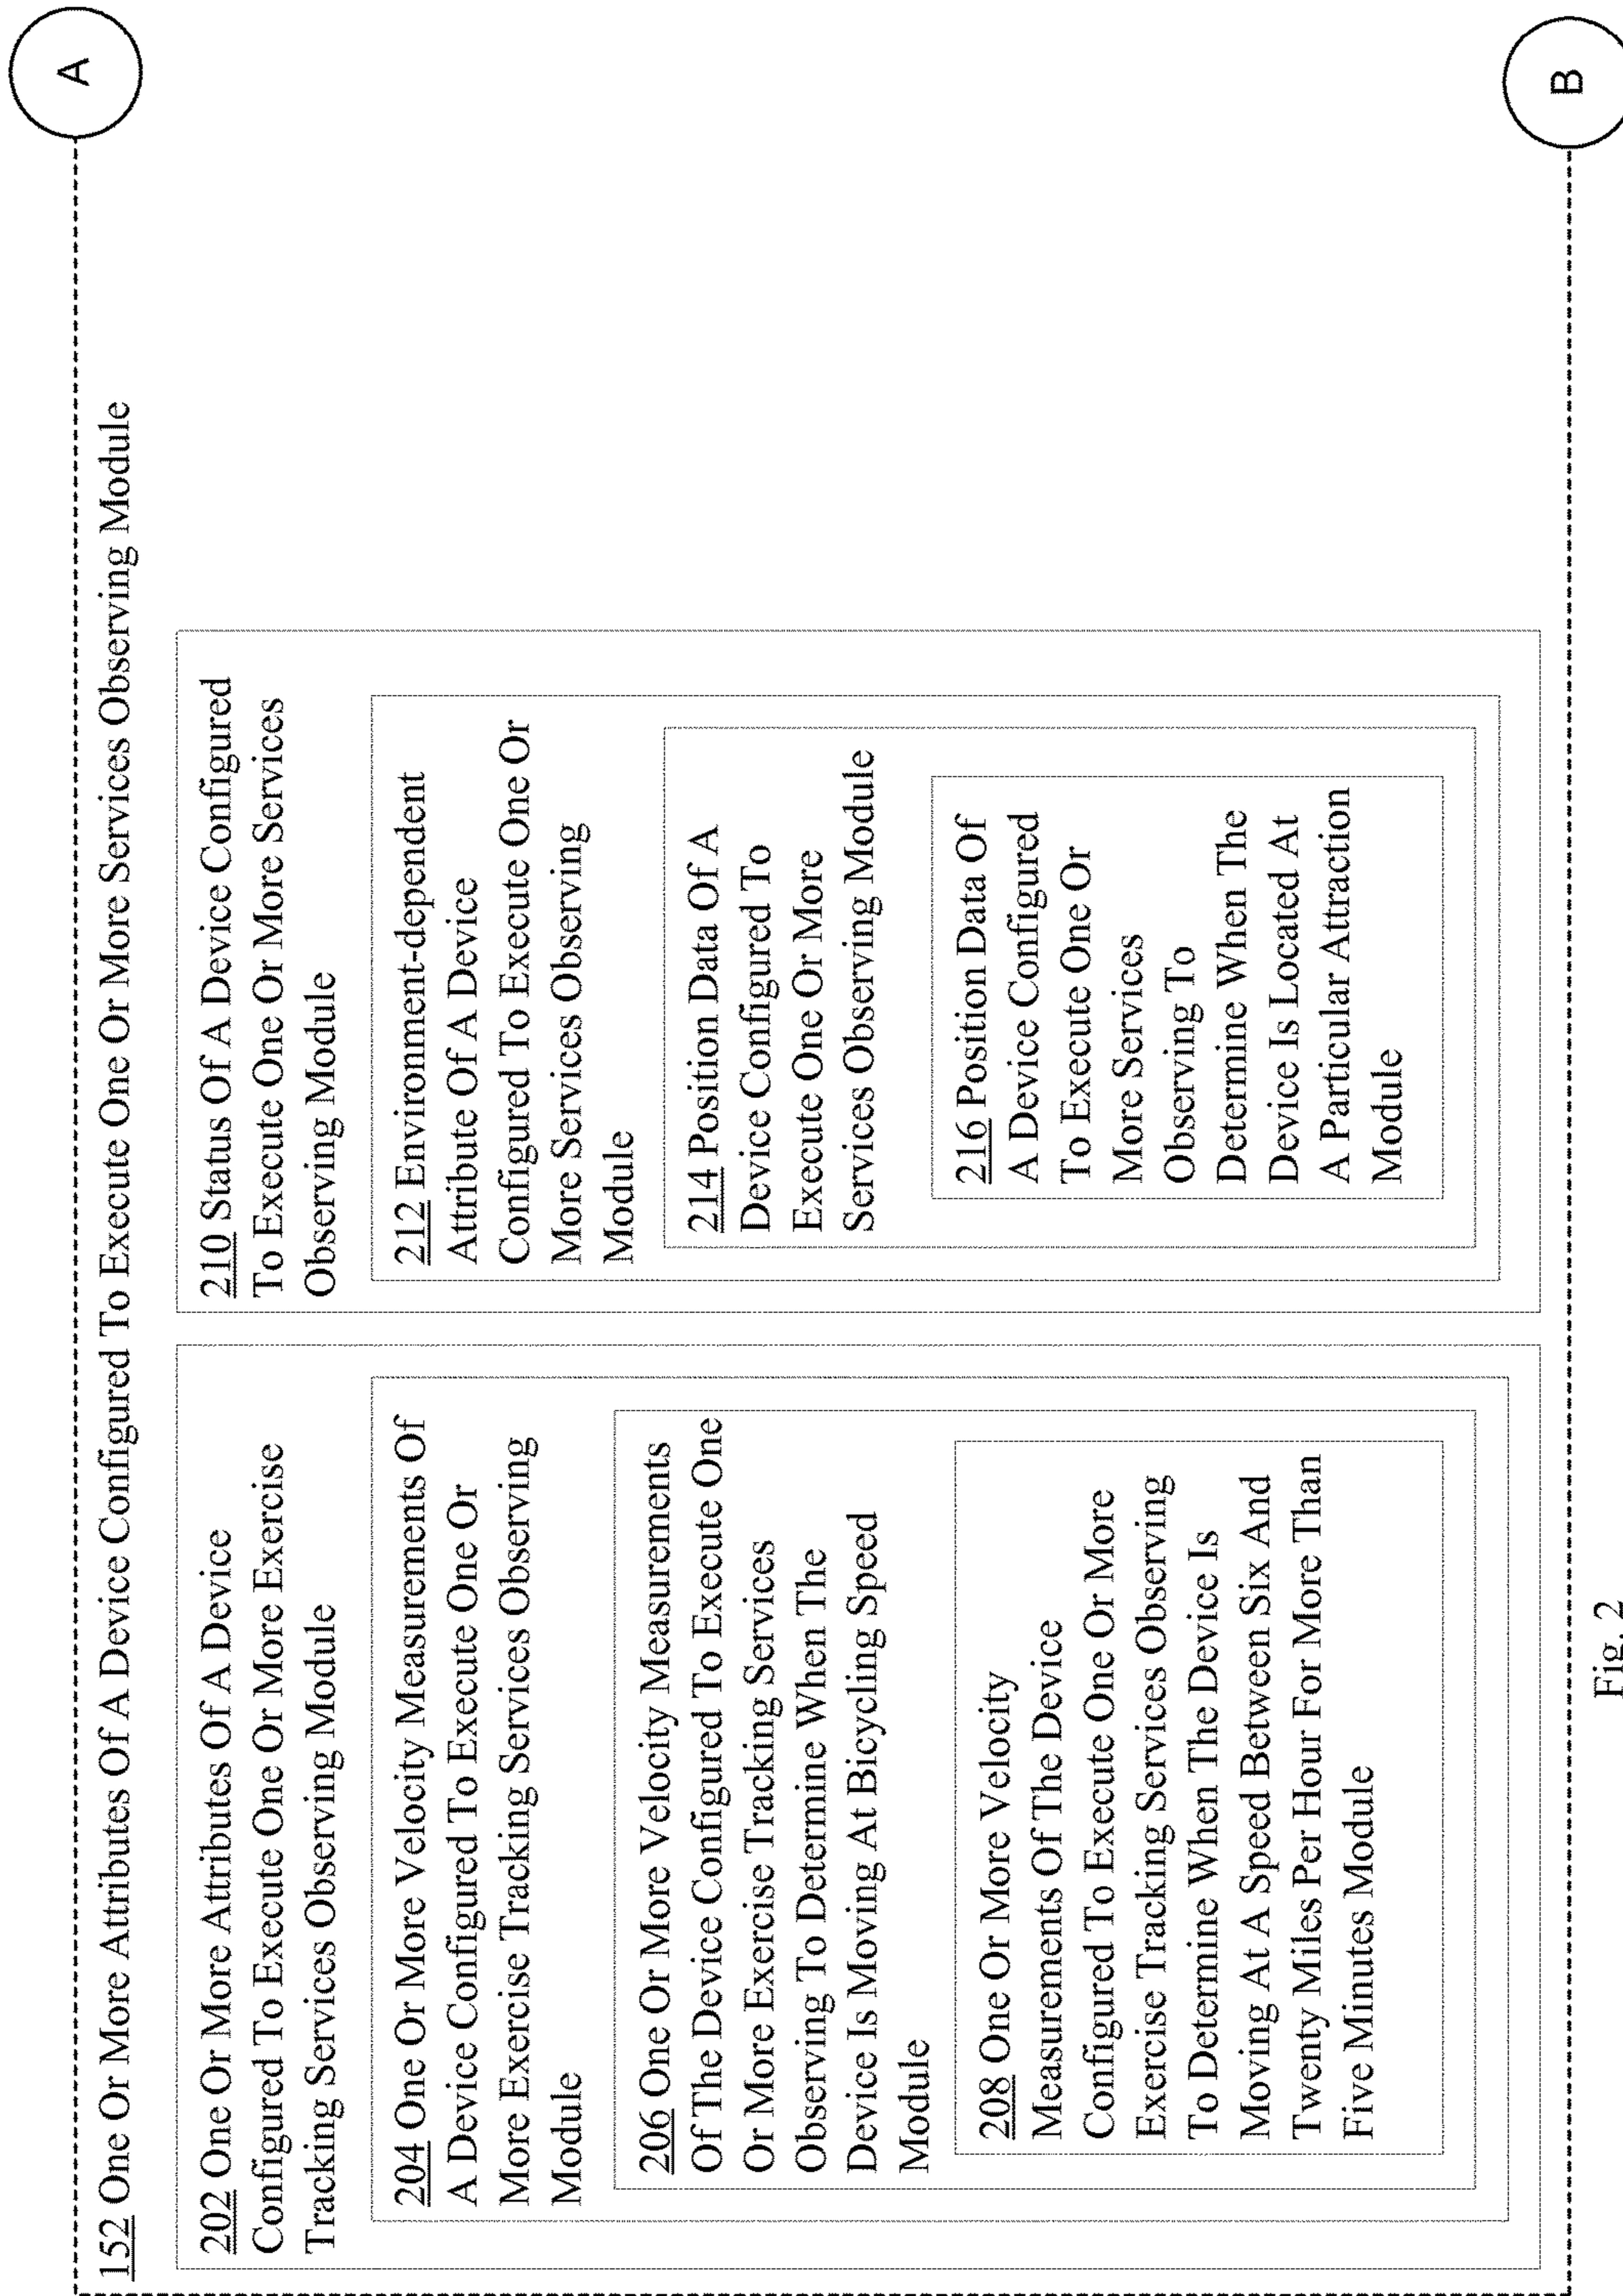 A
152 One Or More Attributes Of A Device Configured To Execute One Or More Services Observing Module
202 One Or More Attributes Of A Device
Configured To Execute One Or More Exercise
Tracking Services Observing Module
204 One Or More Velocity Measurements Of
A Device Configured To Execute One Or
More Exercise Tracking Services Observing
Module
206 One Or More Velocity Measurements
Of The Device Configured To Execute One
Or More Exercise Tracking Services
Observing To Determine When The
Device Is Moving At Bicycling Speed
Module
208 One Or More Velocity
Measurements Of The Device
Configured To Execute One Or More
Exercise Tracking Services Observing
To Determine When The Device Is
Moving At A Speed Between Six And
Twenty Miles Per Hour For More Than
Five Minutes Module
210 Status Of A Device Configured
To Execute One Or More Services
Observing Module
212 Environment-dependent
Attribute Of A Device
Configured To Execute One Or
More Services Observing
Module
214 Position Data Of A
Device Configured To
Execute One Or More
Services Observing Module
216 Position Data Of
A Device Configured
To Execute One Or
More Services
Observing To
Determine When The
Device Is Located At
A Particular Attraction
Module
B
Fig. 2